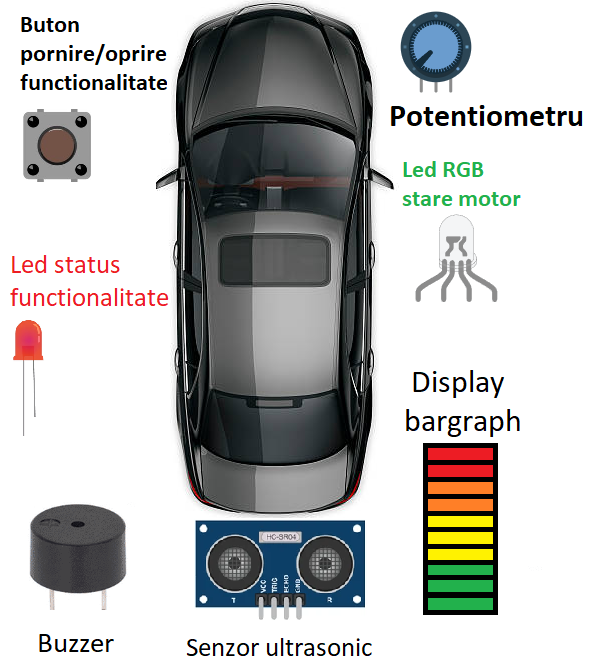 Buton
pornire/oprire
functionalitate
Potentiometru
Led RGB
stare motor
Led status
functionalitate
Display
bargraph
HC-SR04
VCC
TRIG
ECHO
GND
T
R
Buzzer
Senzor ultrasonic